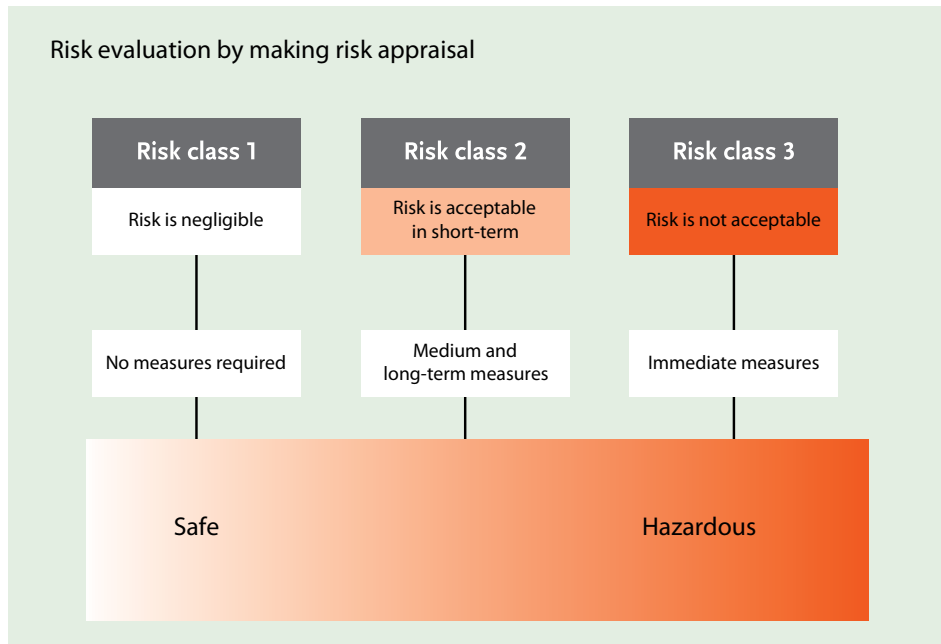 Risk evaluation by making risk appraisal
Risk class 1
Risk is negligible
No measures required
Risk class 2
Risk is acceptable
in short-term
Medium and
long-term measures
Risk class 3
Risk is not acceptable
Immediate measures
Safe
Hazardous